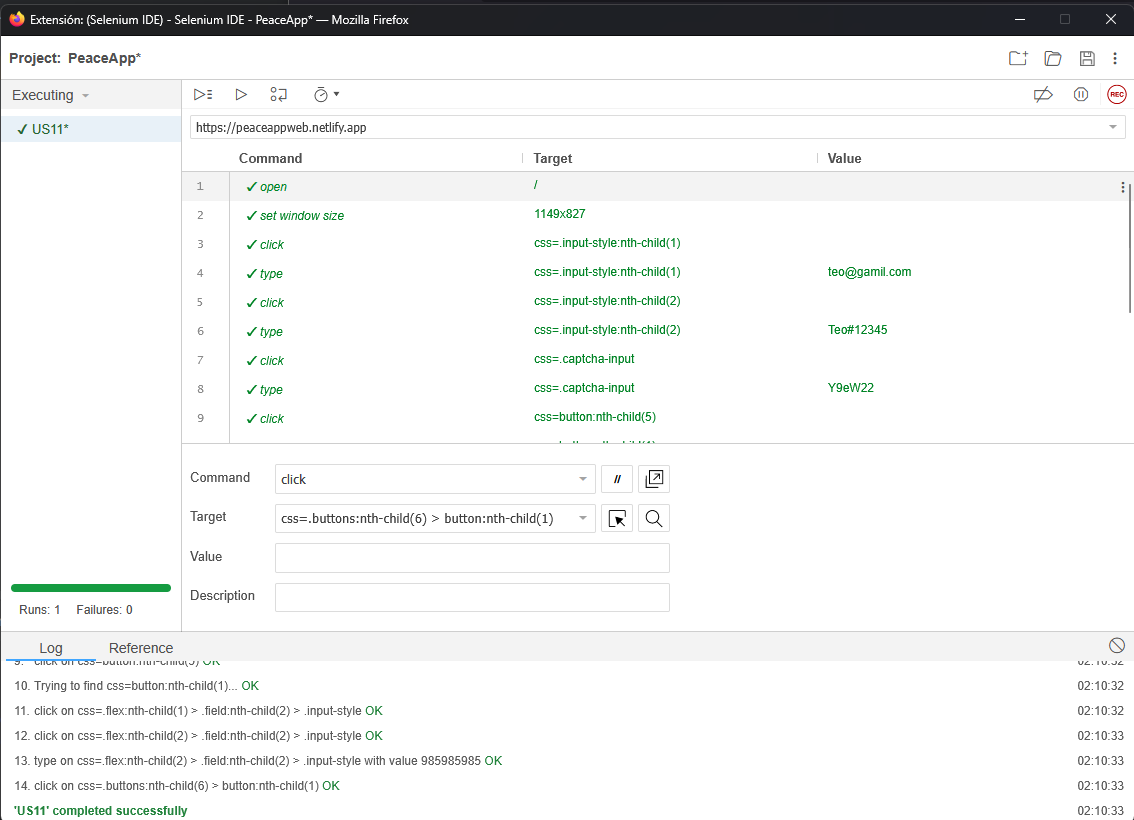 Extensión: (Selenium IDE) - Selenium IDE - PeaceApp* — Mozilla Firefox
Project: PeaceApp*
Executing
✓ US11*
REC
https://peaceappweb.netlify.app
Command Target Value
1 ✓ open /
2 ✓ set window size 1149x827
3 ✓ click css=.input-style:nth-child(1)
4 ✓ type css=.input-style:nth-child(1) teo@gamil.com
5 ✓ click css=.input-style:nth-child(2)
6 ✓ type css=.input-style:nth-child(2) Teo#12345
7 ✓ click css=.captcha-input
8 ✓ type css=.captcha-input Y9eW22
9 ✓ click css=button:nth-child(5)
Command click //
Target css=.buttons:nth-child(6) > button:nth-child(1)
Value
Description
Runs: 1 Failures: 0
Log Reference
9. click on css=button:nth-child(5) OK 02:10:32
10. Trying to find css=button:nth-child(1)... OK 02:10:32
11. click on css=.flex:nth-child(1) > .field:nth-child(2) > .input-style OK 02:10:32
12. click on css=.flex:nth-child(2) > .field:nth-child(2) > .input-style OK 02:10:33
13. type on css=.flex:nth-child(2) > .field:nth-child(2) > .input-style with value 985985985 OK 02:10:33
14. click on css=.buttons:nth-child(6) > button:nth-child(1) OK 02:10:33
'US11' completed successfully 02:10:33